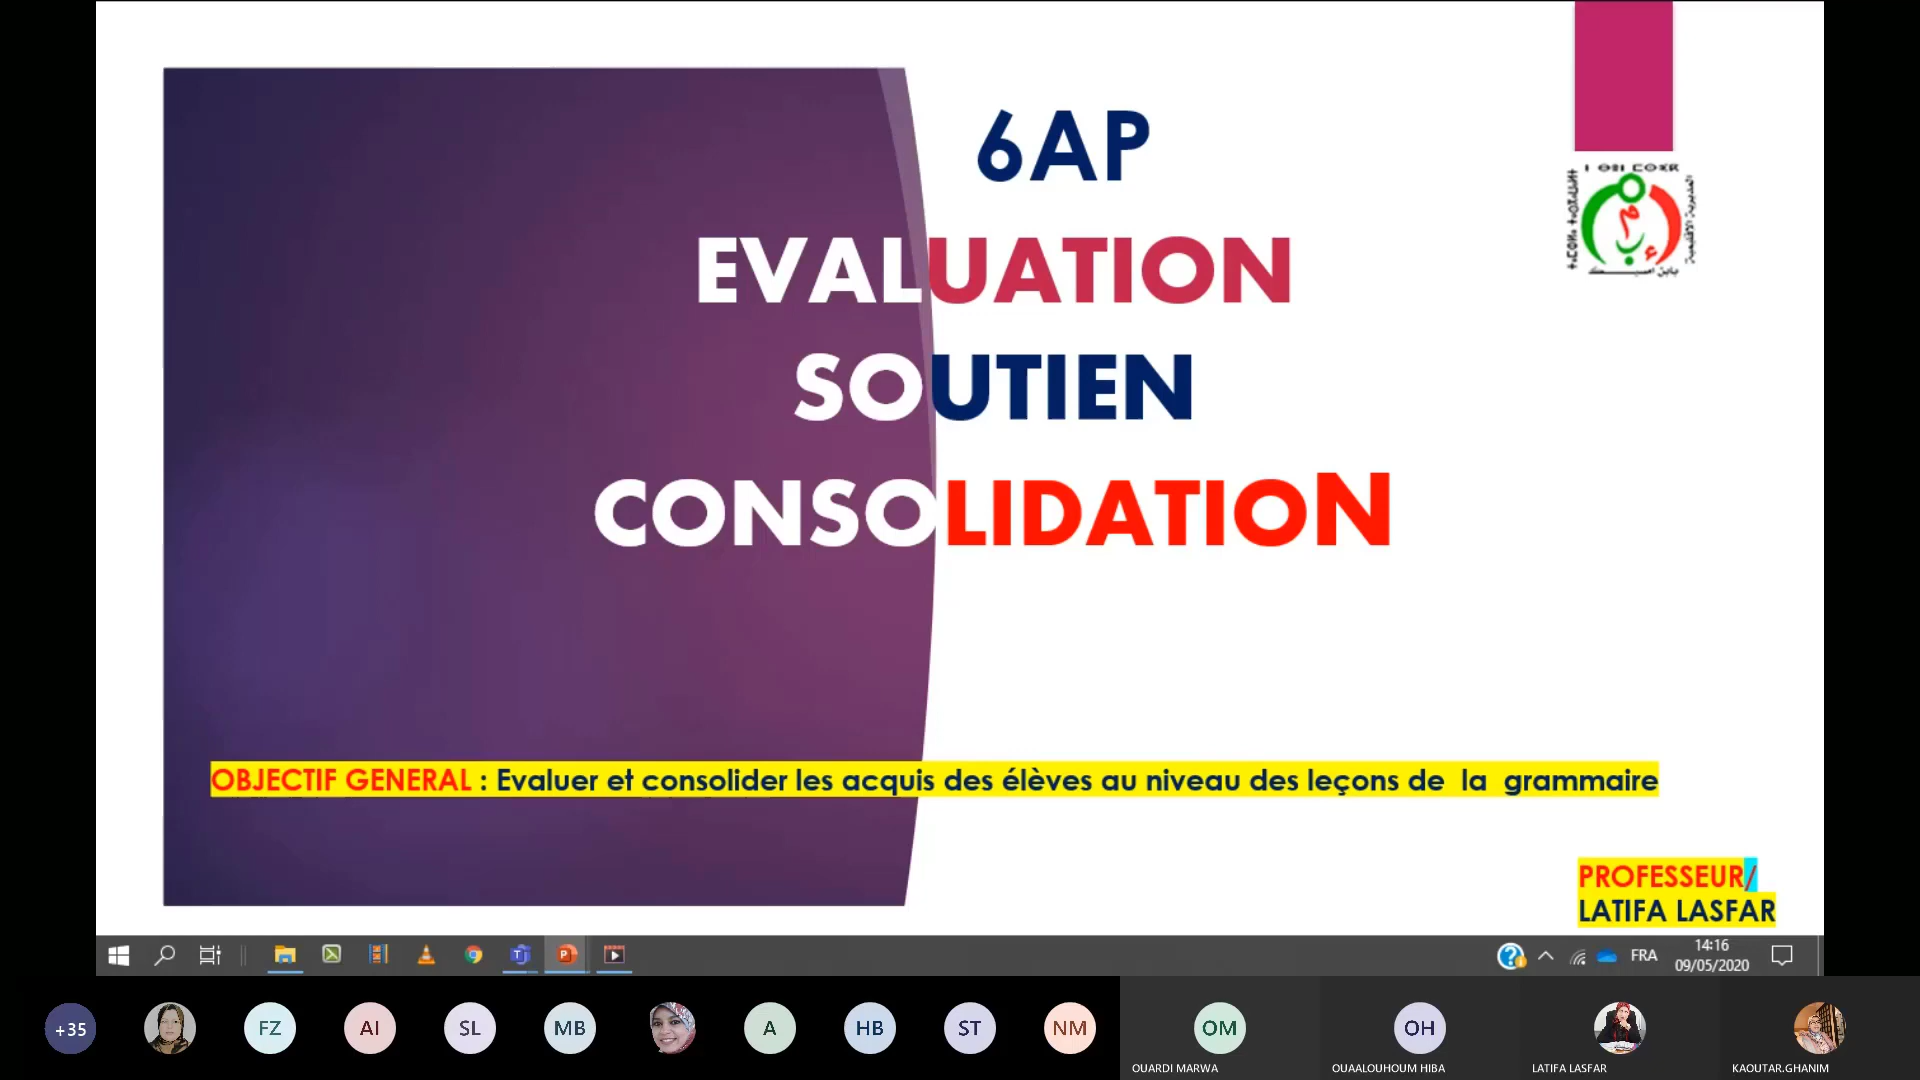 6AP
EVALUATION
SOUTIEN
CONSOLIDATION
OBJECTIF GENERAL : Evaluer et consolider les acquis des élèves au niveau des leçons de la grammaire
PROFESSEUR/
LATIFA LASFAR
FRA
14:16
09/05/2020
+35
FZ
AI
SL
MB
A
HB
ST
NM
OM
OH
OUARDI MARWA
OUAALOUHOUM HIBA
LATIFA LASFAR
KAOUTAR.GHANIM